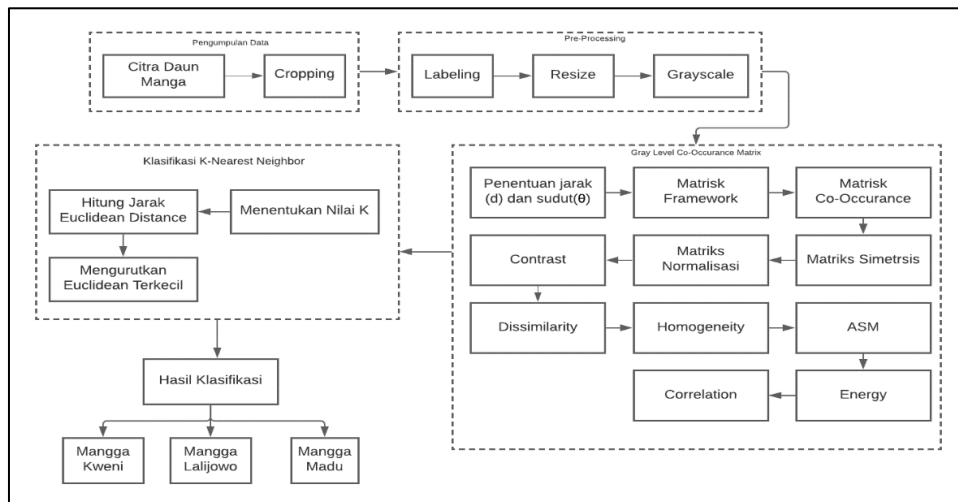 Pengumpulan Data
Citra Daun
Manga
Cropping
Pre-Processing
Labeling
Resize
Grayscale
Gray Level Co-Occurance Matrix
Penentuan jarak
(d) dan sudut(θ)
Matrisk
Framework
Matrisk
Co-Occurance
Matriks Simetrsis
Matriks
Normalisasi
Contrast
Dissimilarity
Homogeneity
ASM
Energy
Correlation
Klasifikasi K-Nearest Neighbor
Menentukan Nilai K
Hitung Jarak
Euclidean Distance
Mengurutkan
Euclidean Terkecil
Hasil Klasifikasi
Mangga
Kweni
Mangga
Lalijowo
Mangga
Madu